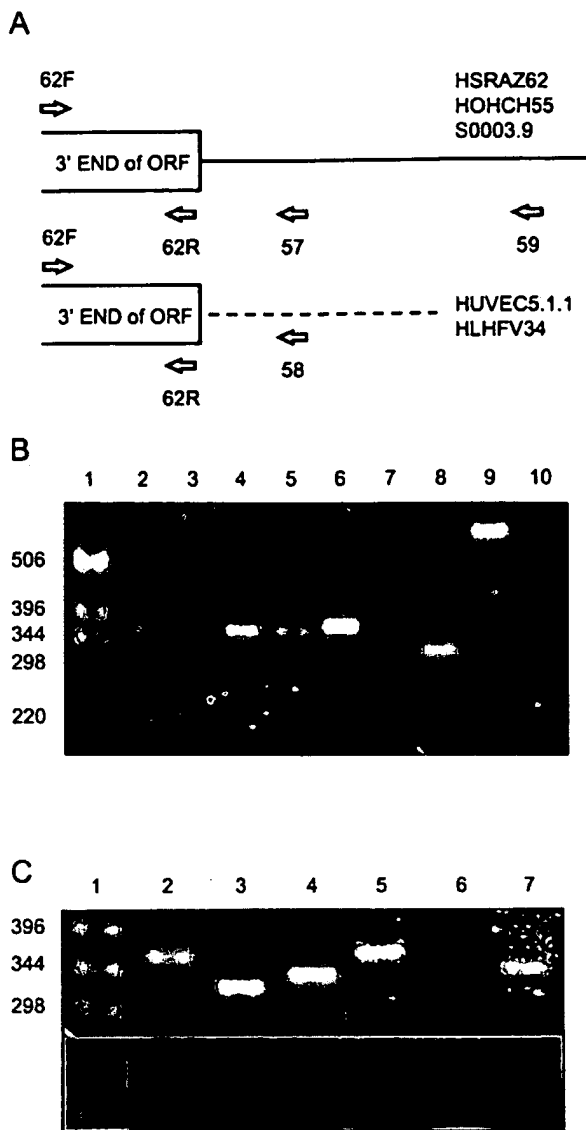 A
62F
HSRAZ62
HOHCH55
S0003.9
3' END of ORF
62R
57
59
62F
3' END of ORF
HUVEC5.1.1
HLHFV34
58
62R
B
1 2 3 4 5 6 7 8 9 10
506
396
344
298
220
C
1 2 3 4 5 6 7
396
344
298